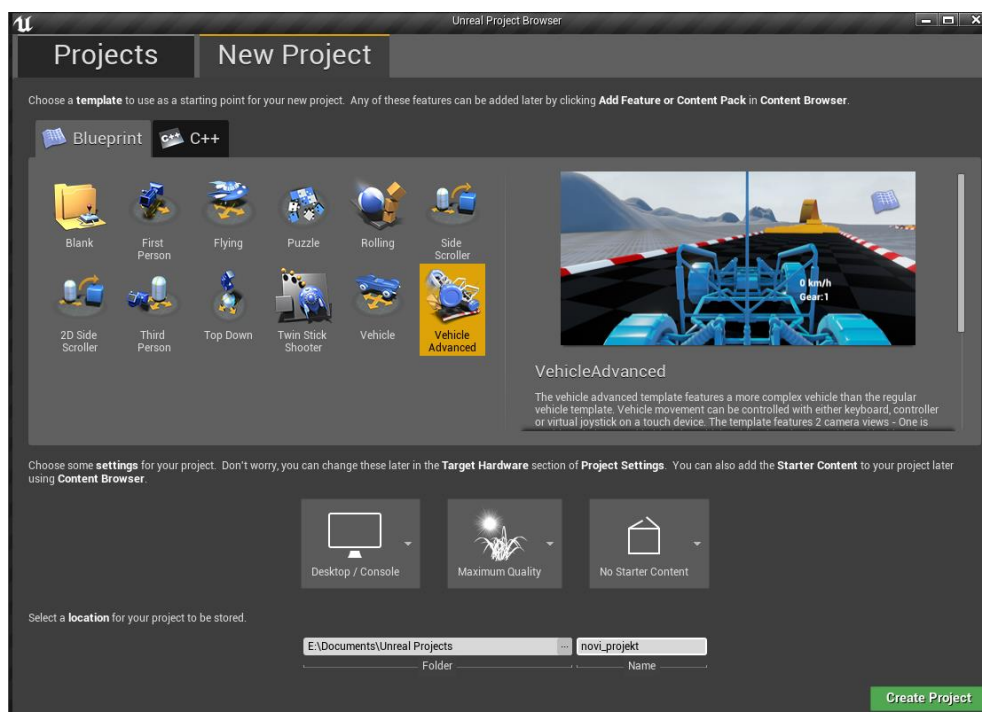 Unreal Project Browser
Projects
New Project
Choose a template to use as a starting point for your new project. Any of these features can be added later by clicking Add Feature or Content Pack in Content Browser.
Blueprint
C++
C++
Blank
First
Person
Flying
Puzzle
Rolling
Side
Scroller
2D Side
Scroller
Third
Person
Top Down
Twin Stick
Shooter
Vehicle
Vehicle
Advanced
0 km/h
Gear:1
VehicleAdvanced
The vehicle advanced template features a more complex vehicle than the regular
vehicle template. Vehicle movement can be controlled with either keyboard, controller
or virtual joystick on a touch device. The template features 2 camera views - One is
Choose some settings for your project. Don't worry, you can change these later in the Target Hardware section of Project Settings. You can also add the Starter Content to your project later
using Content Browser.
Desktop / Console
Maximum Quality
No Starter Content
Select a location for your project to be stored.
E:\Documents\Unreal Projects
...
novi_projekt
Folder
Name
Create Project